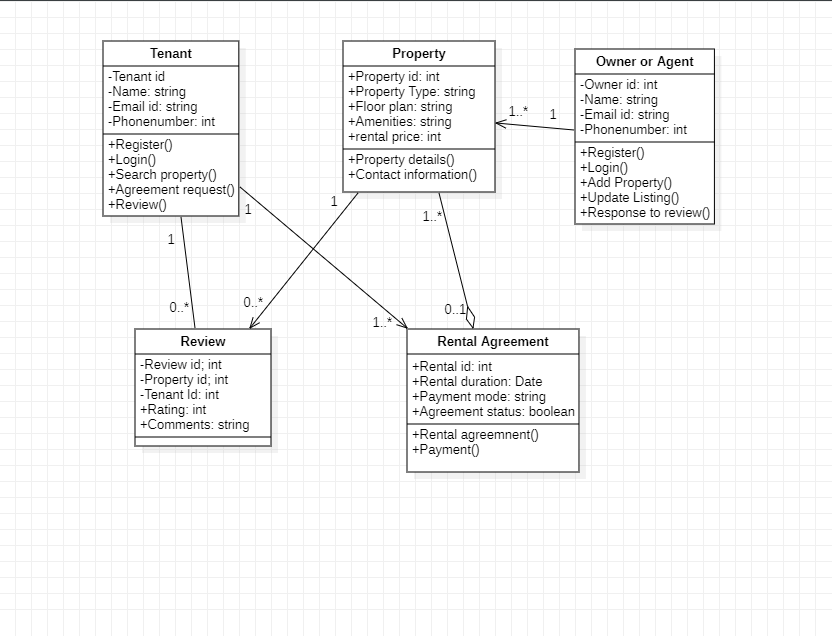 Tenant
-Tenant id
-Name: string
-Email id: string
-Phonenumber: int
+Register()
+Login()
+Search property()
+Agreement request()
+Review()
Property
+Property id: int
+Property Type: string
+Floor plan: string
+Amenities: string
+rental price: int
+Property details()
+Contact information()
Owner or Agent
-Owner id: int
-Name: string
-Email id: string
-Phonenumber: int
+Register()
+Login()
+Add Property()
+Update Listing()
+Response to review()
1..*
1
1
1
1..*
1
0..*
0..*
1..*
0..1
Review
-Review id; int
-Property id; int
-Tenant Id: int
+Rating: int
+Comments: string
Rental Agreement
+Rental id: int
+Rental duration: Date
+Payment mode: string
+Agreement status: boolean
+Rental agreemnent()
+Payment()